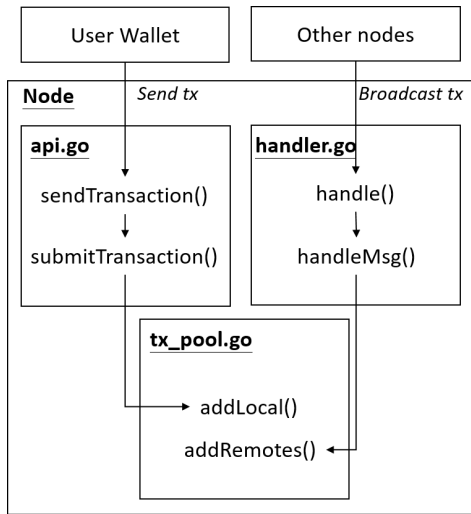 User Wallet
Other nodes
Node
Send tx
Broadcast tx
api.go
handler.go
sendTransaction()
handle()
submitTransaction()
handleMsg()
tx_pool.go
addLocal()
addRemotes()